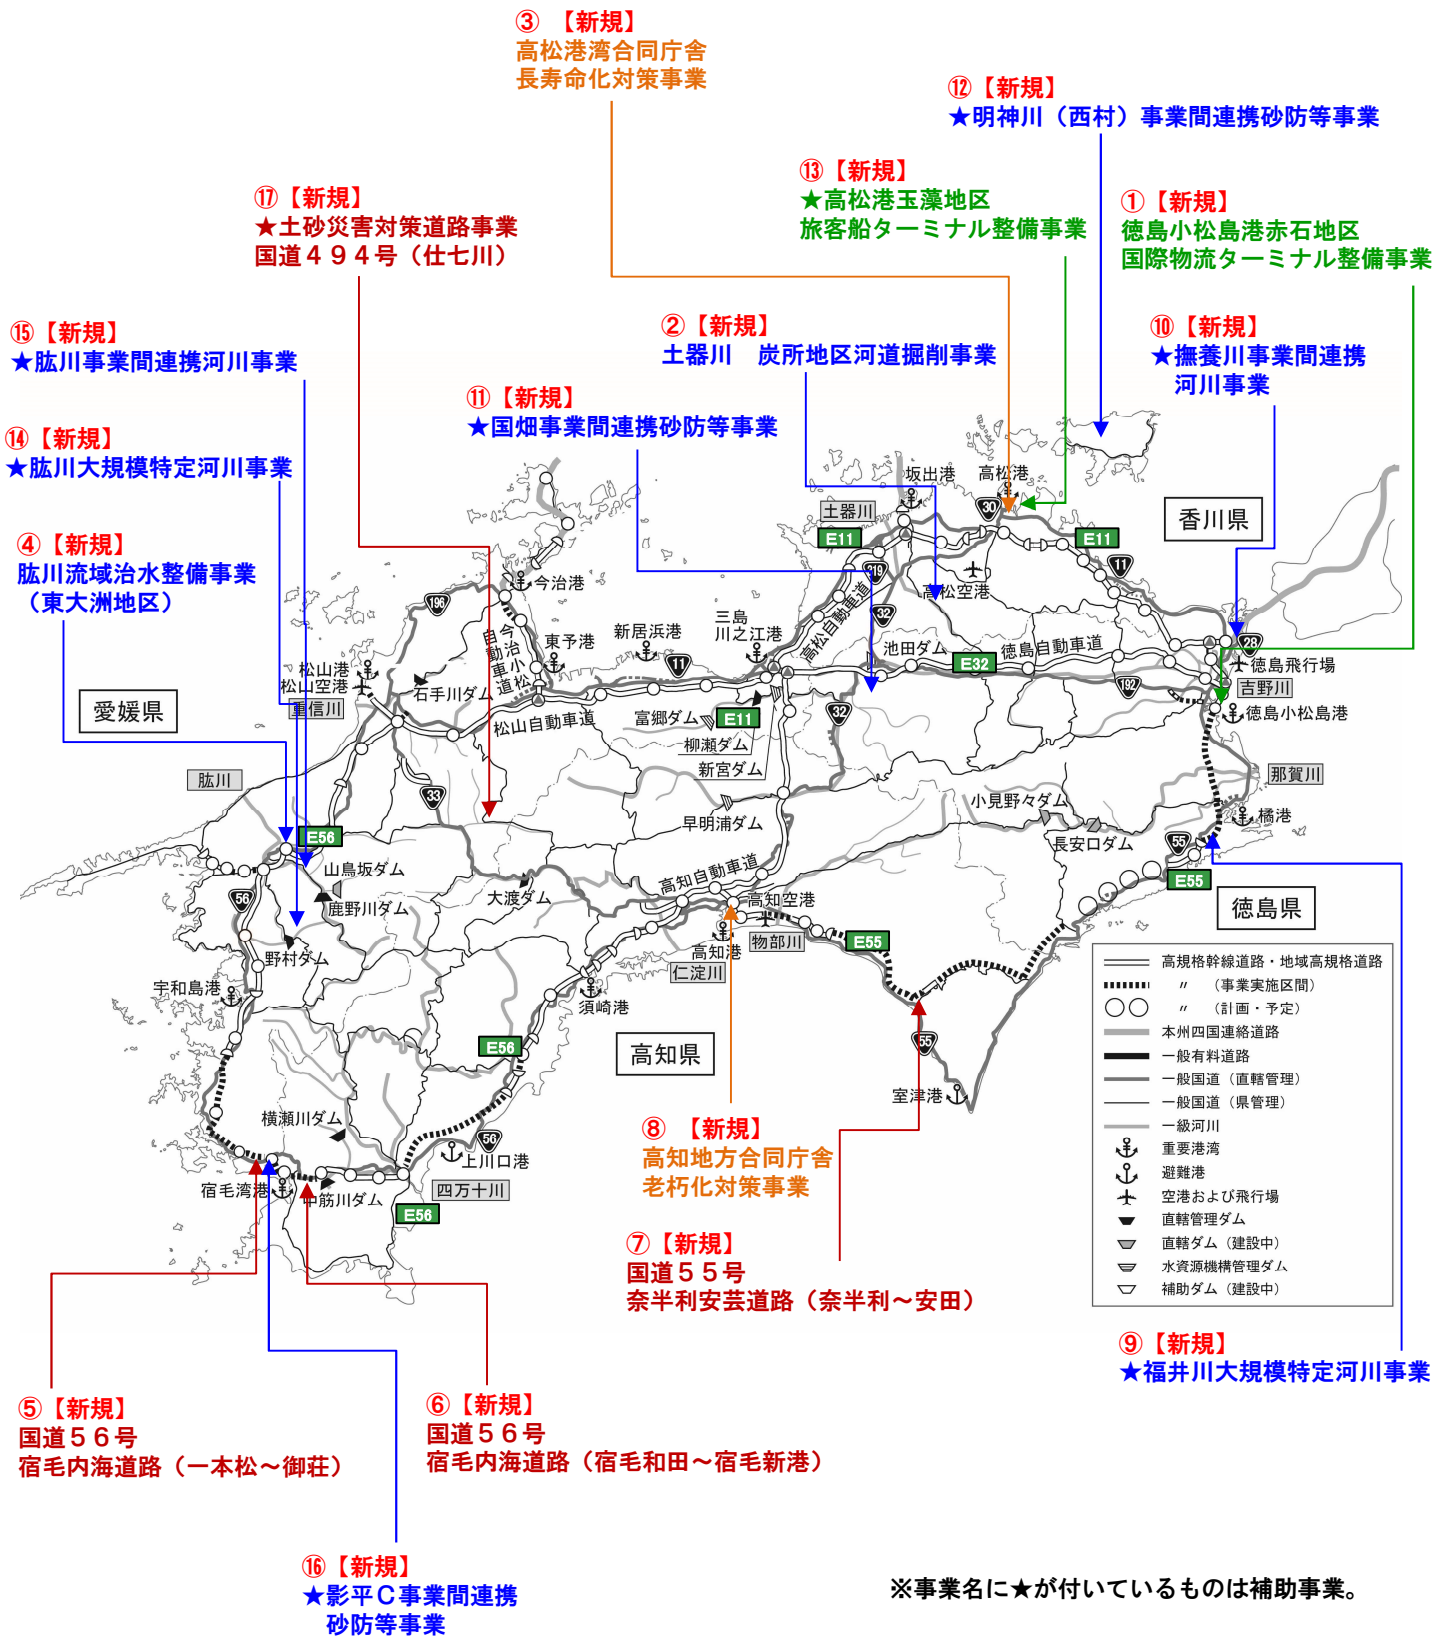 ③ 【新規】
高松港湾合同庁舎
長寿命化対策事業
⑫【新規】
★明神川（西村）事業間連携砂防等事業
⑬【新規】
★高松港玉藻地区
旅客船ターミナル整備事業
⑰【新規】
★土砂災害対策道路事業
国道４９４号（仕七川）
①【新規】
徳島小松島港赤石地区
国際物流ターミナル整備事業
⑮【新規】
★肱川事業間連携河川事業
②【新規】
土器川　炭所地区河道掘削事業
⑩【新規】
★撫養川事業間連携
河川事業
⑪【新規】
★国畑事業間連携砂防等事業
⑭【新規】
★肱川大規模特定河川事業
④【新規】
肱川流域治水整備事業
（東大洲地区）
坂出港
高松港
土器川
30
香川県
E11
E11
11
319
高松空港
今治港
196
32
高松自動車道
三島
川之江港
新居浜港
東予港
今治小松
自動車道
11
池田ダム
E32
徳島自動車道
28
徳島飛行場
吉野川
192
徳島小松島港
松山港
松山空港
重信川
石手川ダム
愛媛県
松山自動車道
富郷ダム
E11
柳瀬ダム
新宮ダム
32
肱川
33
那賀川
小見野々ダム
早明浦ダム
長安口ダム
橘港
55
E55
E56
山鳥坂ダム
鹿野川ダム
56
大渡ダム
高知自動車道
高知空港
徳島県
物部川
高知港
E55
仁淀川
野村ダム
宇和島港
須崎港
E56
高知県
55
室津港
横瀬川ダム
56
上川口港
宿毛湾港
中筋川ダム
四万十川
E56
高規格幹線道路・地域高規格道路
〃　（事業実施区間）
〃　（計画・予定）
本州四国連絡道路
一般有料道路
一般国道（直轄管理）
一般国道（県管理）
一級河川
重要港湾
避難港
空港および飛行場
直轄管理ダム
直轄ダム（建設中）
水資源機構管理ダム
補助ダム（建設中）
⑧ 【新規】
高知地方合同庁舎
老朽化対策事業
⑦【新規】
国道５５号
奈半利安芸道路（奈半利～安田）
⑨【新規】
★福井川大規模特定河川事業
⑤【新規】
国道５６号
宿毛内海道路（一本松～御荘）
⑥【新規】
国道５６号
宿毛内海道路（宿毛和田～宿毛新港）
⑯【新規】
★影平Ｃ事業間連携
砂防等事業
※事業名に★が付いているものは補助事業。